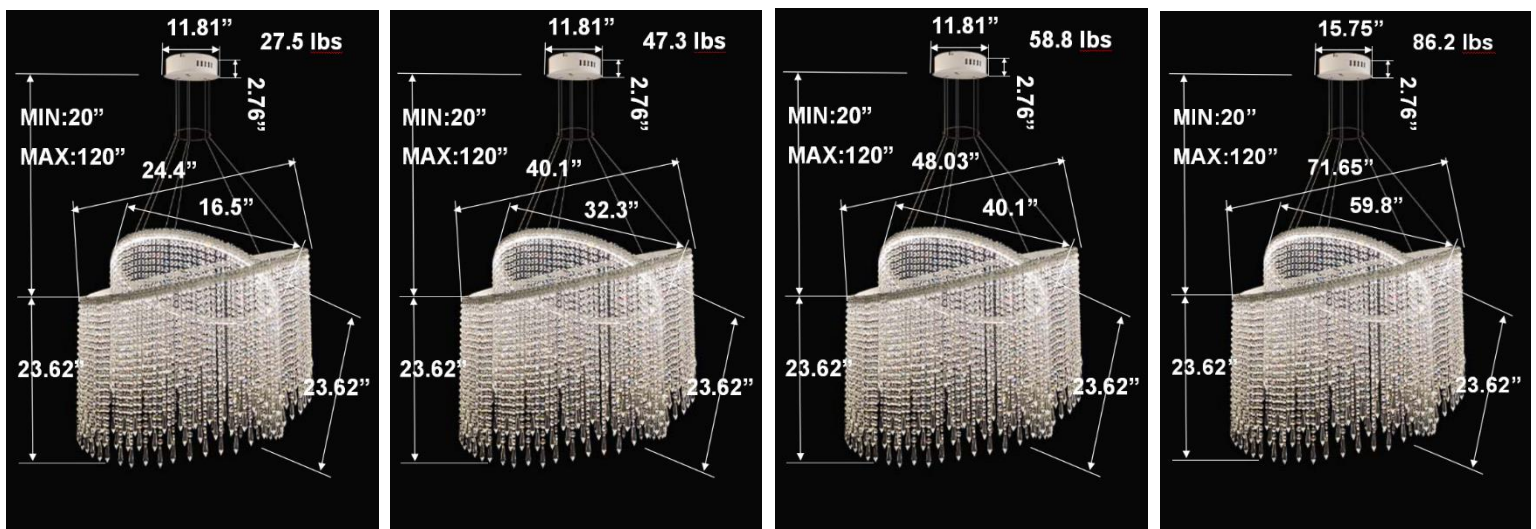 11.81”
27.5 lbs
2.76”
MIN:20”
MAX:120”
24.4”
16.5”
23.62”
23.62”
11.81”
47.3 lbs
2.76”
MIN:20”
MAX:120”
40.1”
32.3”
23.62”
23.62”
11.81”
58.8 lbs
2.76”
MIN:20”
MAX:120”
48.03”
40.1”
23.62”
23.62”
15.75”
86.2 lbs
2.76”
MIN:20”
MAX:120”
71.65”
59.8”
23.62”
23.62”